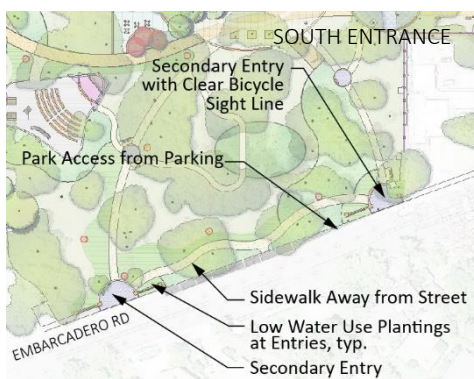 SOUTH ENTRANCE
Secondary Entry
with Clear Bicycle
Sight Line
Park Access from Parking
Sidewalk Away from Street
Low Water Use Plantings
at Entries, typ.
EMBARCADERO RD
Secondary Entry